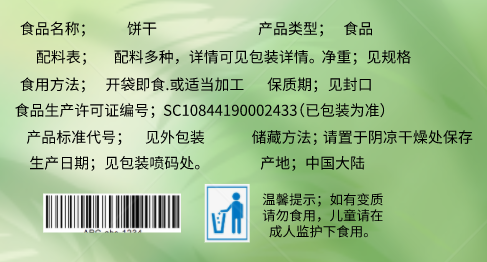 食品名称； 饼干 产品类型； 食品
配料表； 配料多种，详情可见包装详情。净重；见规格
食用方法； 开袋即食.或适当加工 保质期；见封口
食品生产许可证编号；SC10844190002433（已包装为准）
产品标准代号； 见外包装 储藏方法；请置于阴凉干燥处保存
生产日期；见包装喷码处。 产地；中国大陆
温馨提示；如有变质
请勿食用，儿童请在
成人监护下食用。
ABC-abc-1234